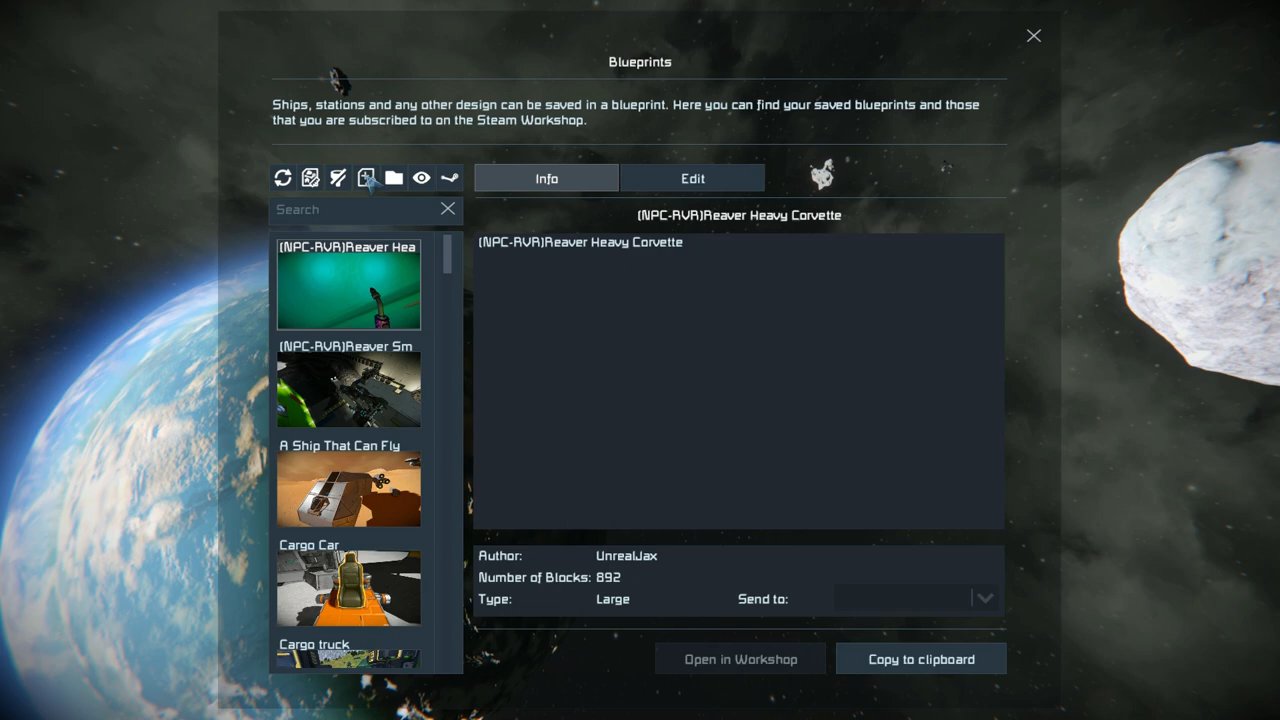 Blueprints
Ships, stations and any other design can be saved in a blueprint. Here you can find your saved blueprints and those
that you are subscribed to on the Steam Workshop.
Info
Edit
Search
(NPC-RVR)Reaver Heavy Corvette
(NPC-RVR)Reaver Hea
(NPC-RVR)Reaver Heavy Corvette
(NPC-RVR)Reaver Sm
A Ship That Can Fly
Cargo Car
Cargo truck
Author: UnrealJax
Number of Blocks: 892
Type: Large Send to:
Open in Workshop
Copy to clipboard